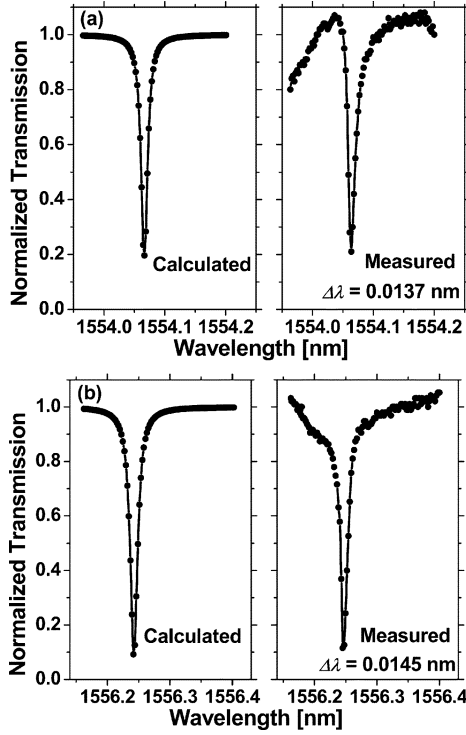 (a)
Normalized Transmission
1.0
0.8
0.6
0.4
0.2
0.0
Calculated
Measured
Δλ = 0.0137 nm
1554.0 1554.1 1554.2 1554.0 1554.1 1554.2
Wavelength [nm]
(b)
Normalized Transmission
1.0
0.8
0.6
0.4
0.2
0.0
Calculated
Measured
Δλ = 0.0145 nm
1556.2 1556.3 1556.4 1556.2 1556.3 1556.4
Wavelength [nm]